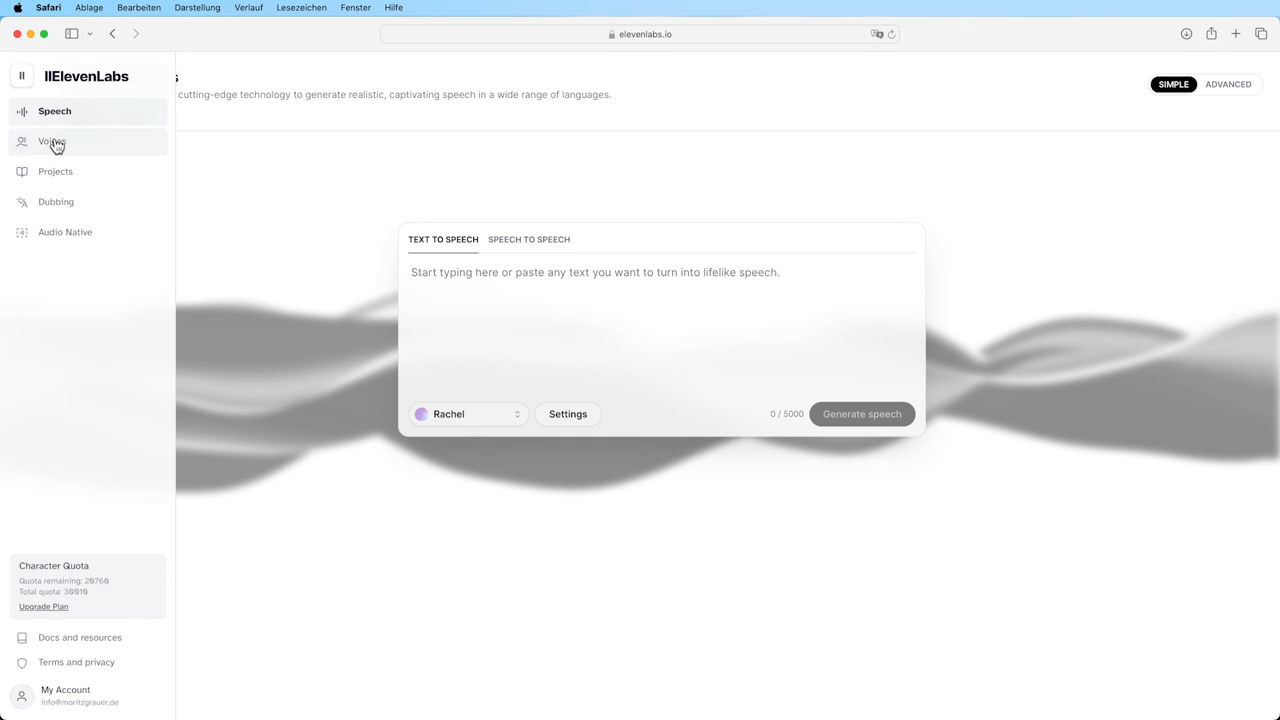 Safari Ablage Bearbeiten Darstellung Verlauf Lesezeichen Fenster Hilfe
elevenlabs.io
IIElevenLabs
s
cutting-edge technology to generate realistic, captivating speech in a wide range of languages.
SIMPLE ADVANCED
Speech
Voices
Projects
Dubbing
Audio Native
TEXT TO SPEECH SPEECH TO SPEECH
Start typing here or paste any text you want to turn into lifelike speech.
Rachel Settings 0 / 5000 Generate speech
Character Quota
Quota remaining: 20760
Total quota: 30010
Upgrade Plan
Docs and resources
Terms and privacy
My Account
info@moritzgrauer.de